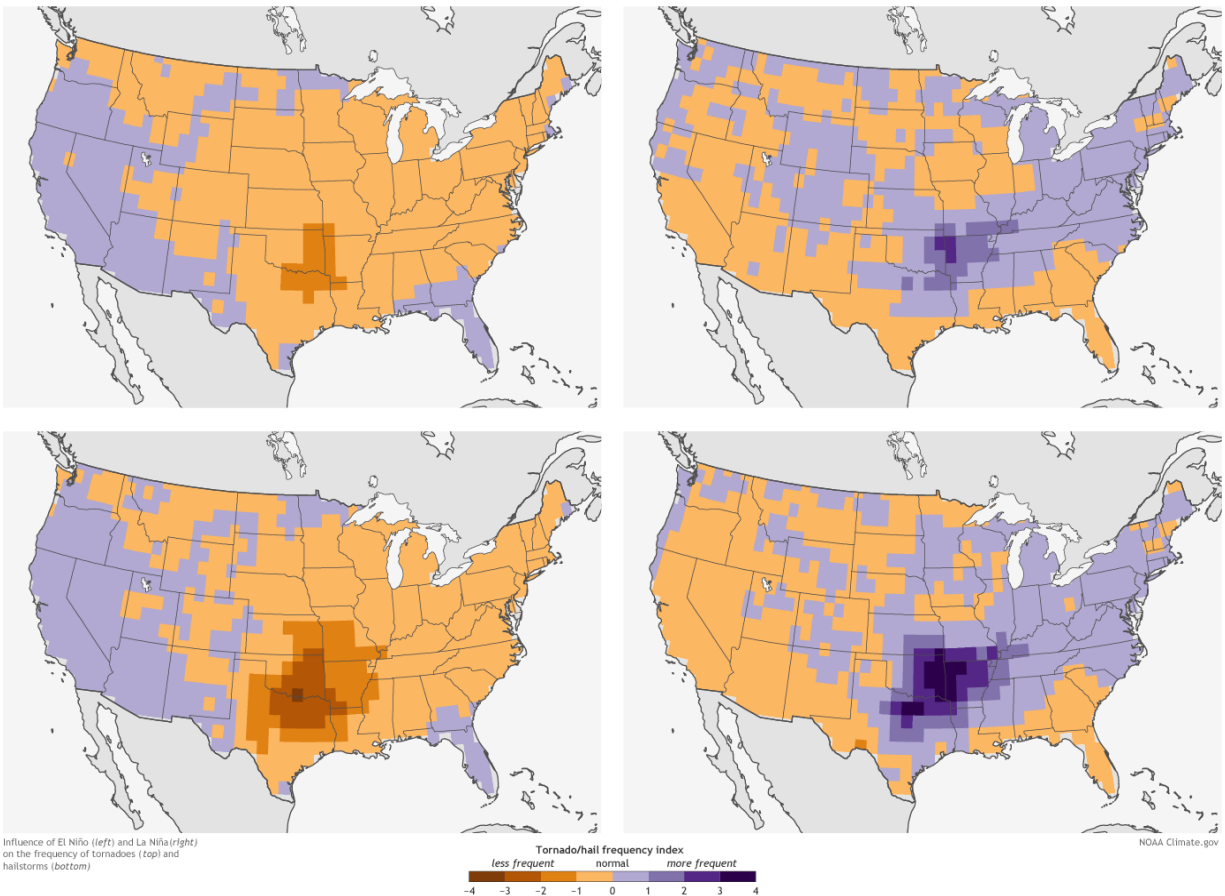 Influence of El Niño (left) and La Niña(right)
on the frequency of tornadoes (top) and
hailstorms (bottom)
Tornado/hail frequency index
less frequent normal more frequent
−4 −3 −2 −1 0 1 2 3 4
NOAA Climate.gov